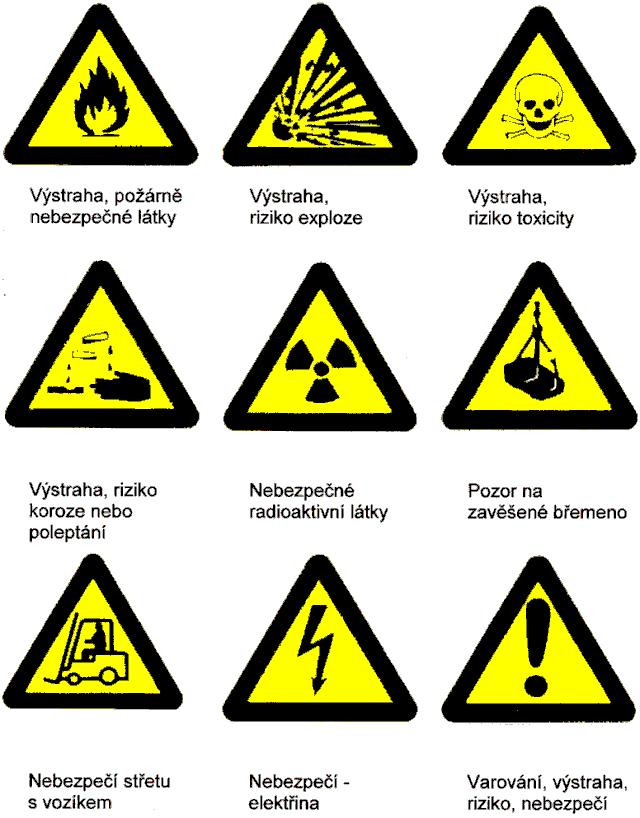 Výstraha, požárně
nebezpečné látky
Výstraha,
riziko exploze
Výstraha,
riziko toxicity
Výstraha, riziko
koroze nebo
poleptání
Nebezpečné
radioaktivní látky
Pozor na
zavěšené břemeno
Nebezpečí střetu
s vozíkem
Nebezpečí -
elektřina
Varování, výstraha,
riziko, nebezpečí